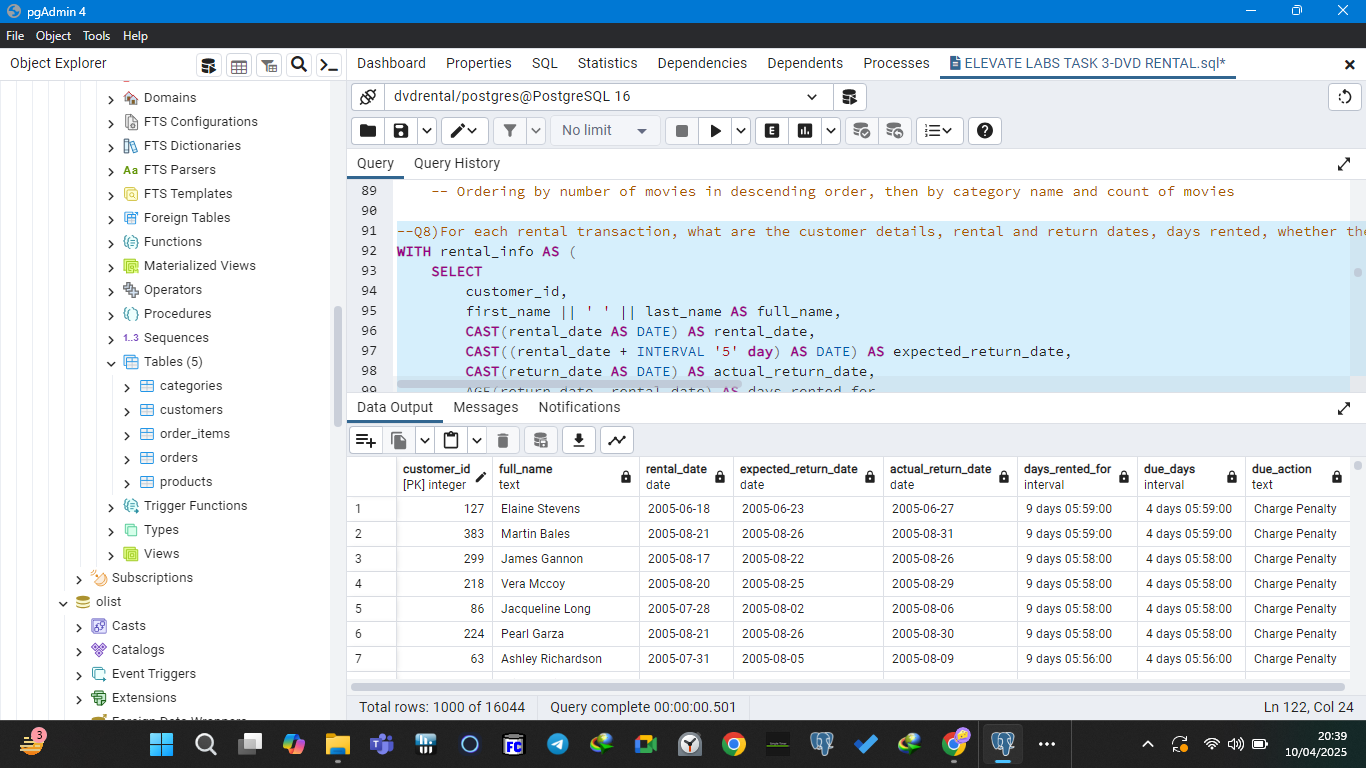 pgAdmin 4
File Object Tools Help
Object Explorer
Dashboard Properties SQL Statistics Dependencies Dependents Processes ELEVATE LABS TASK 3-DVD RENTAL.sql*
Domains
FTS Configurations
FTS Dictionaries
Aa FTS Parsers
FTS Templates
Foreign Tables
Functions
Materialized Views
Operators
Procedures
1..3 Sequences
Tables (5)
categories
customers
order_items
orders
products
Trigger Functions
Types
Views
Subscriptions
olist
Casts
Catalogs
Event Triggers
Extensions
Foreign Data Wrappers
dvdrental/postgres@PostgreSQL 16
No limit
E
Query Query History
89 -- Ordering by number of movies in descending order, then by category name and count of movies
90
91 --Q8)For each rental transaction, what are the customer details, rental and return dates, days rented, whether the
92 WITH rental_info AS (
93 SELECT
94 customer_id,
95 first_name || ' ' || last_name AS full_name,
96 CAST(rental_date AS DATE) AS rental_date,
97 CAST((rental_date + INTERVAL '5' day) AS DATE) AS expected_return_date,
98 CAST(return_date AS DATE) AS actual_return_date,
99 AGE(return_date, rental_date) AS days_rented_for,
Data Output Messages Notifications
customer_id full_name rental_date expected_return_date actual_return_date days_rented_for due_days due_action
[PK] integer text date date date interval interval text
1 127 Elaine Stevens 2005-06-18 2005-06-23 2005-06-27 9 days 05:59:00 4 days 05:59:00 Charge Penalty
2 383 Martin Bales 2005-08-21 2005-08-26 2005-08-31 9 days 05:59:00 4 days 05:59:00 Charge Penalty
3 299 James Gannon 2005-08-17 2005-08-22 2005-08-26 9 days 05:58:00 4 days 05:58:00 Charge Penalty
4 218 Vera Mccoy 2005-08-20 2005-08-25 2005-08-29 9 days 05:58:00 4 days 05:58:00 Charge Penalty
5 86 Jacqueline Long 2005-07-28 2005-08-02 2005-08-06 9 days 05:58:00 4 days 05:58:00 Charge Penalty
6 224 Pearl Garza 2005-08-21 2005-08-26 2005-08-30 9 days 05:58:00 4 days 05:58:00 Charge Penalty
7 63 Ashley Richardson 2005-07-31 2005-08-05 2005-08-09 9 days 05:56:00 4 days 05:56:00 Charge Penalty
Total rows: 1000 of 16044 Query complete 00:00:00.501 Ln 122, Col 24
3
FC
20:39
10/04/2025